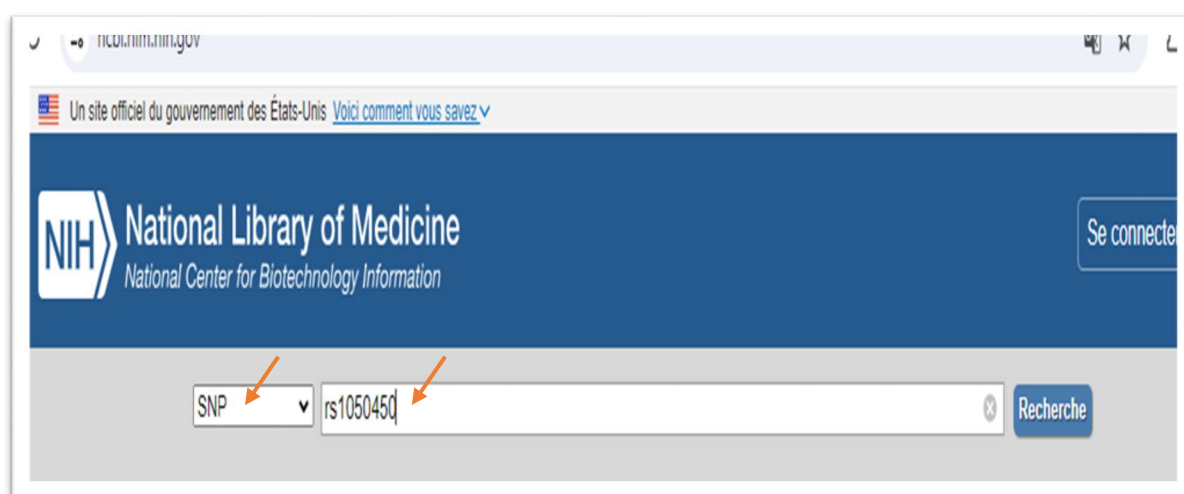 ncbi.nlm.nih.gov
Un site officiel du gouvernement des États-Unis Voici comment vous savez
NIH National Library of Medicine
National Center for Biotechnology Information
Se connecter
SNP rs1050450 Recherche